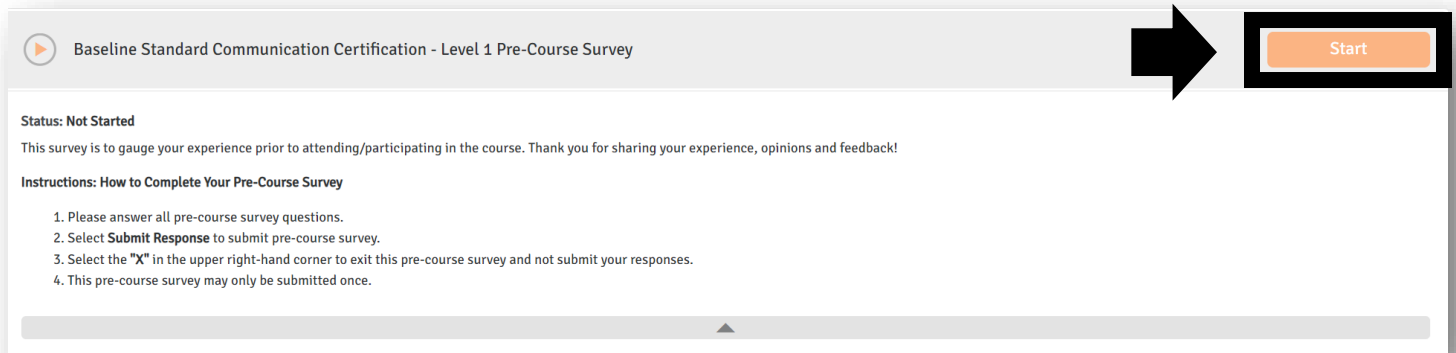 Baseline Standard Communication Certification - Level 1 Pre-Course Survey
Start
Status: Not Started
This survey is to gauge your experience prior to attending/participating in the course. Thank you for sharing your experience, opinions and feedback!
Instructions: How to Complete Your Pre-Course Survey
1. Please answer all pre-course survey questions.
2. Select Submit Response to submit pre-course survey.
3. Select the "X" in the upper right-hand corner to exit this pre-course survey and not submit your responses.
4. This pre-course survey may only be submitted once.